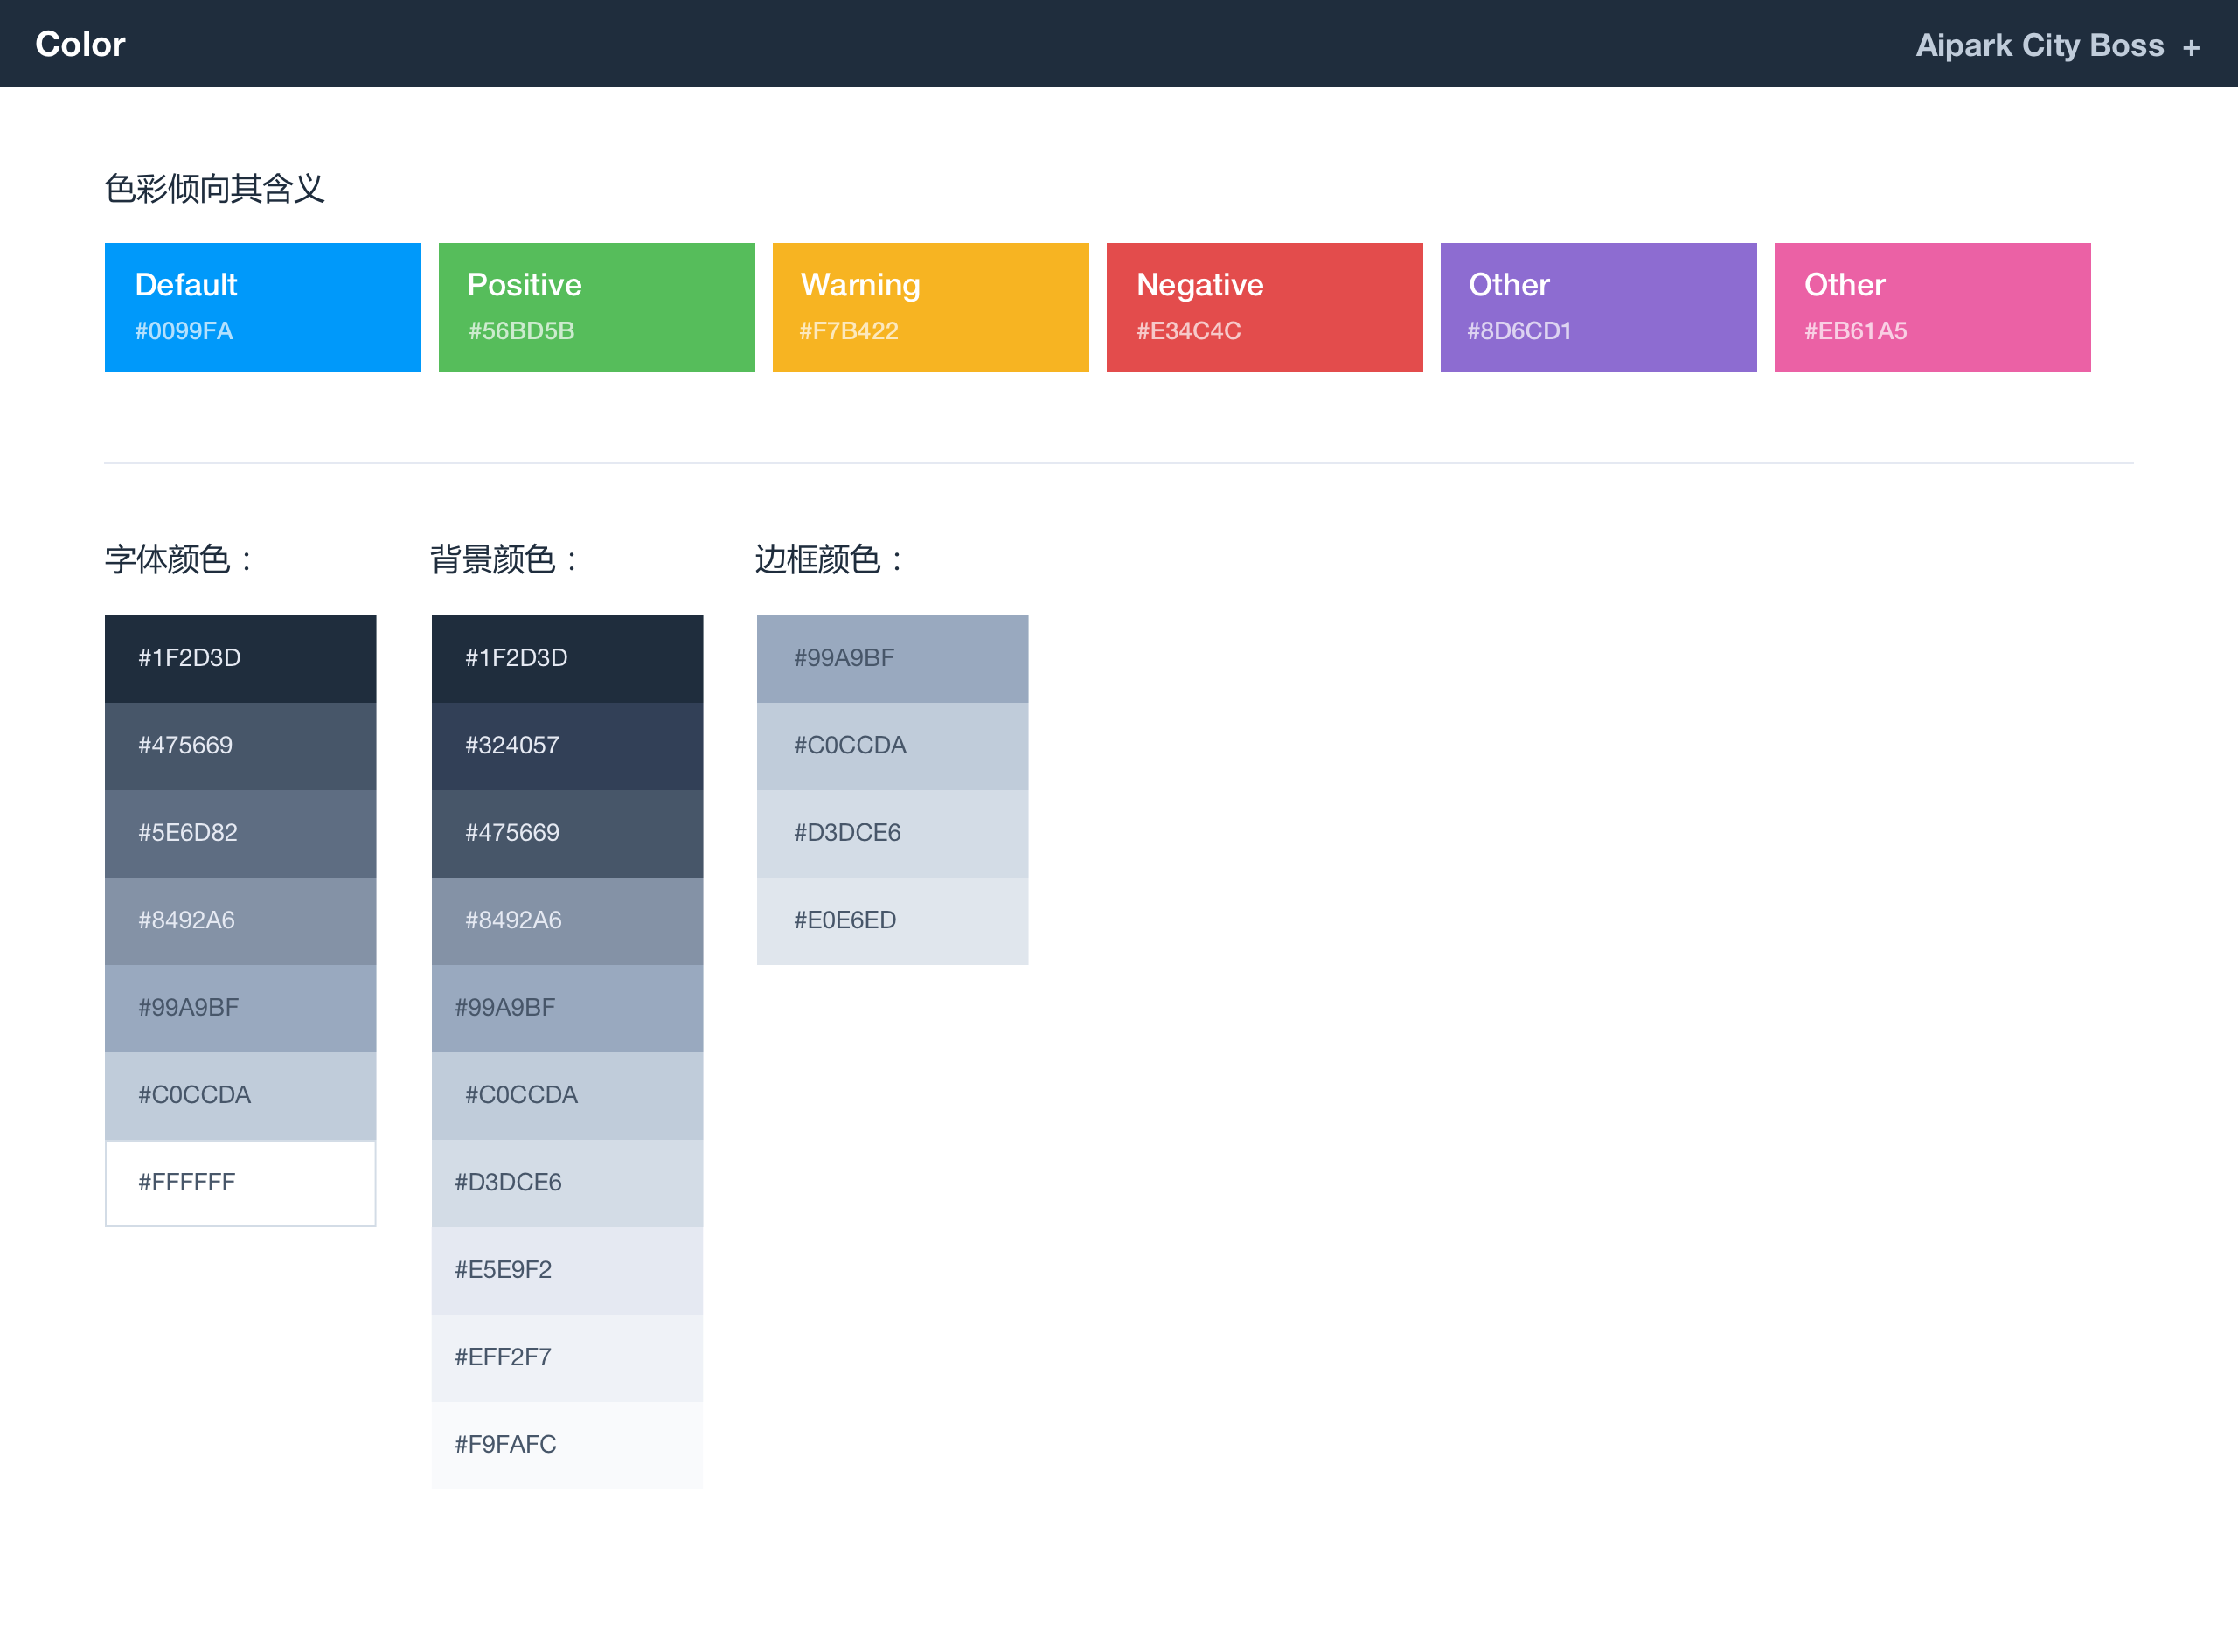 Color
Aipark City Boss +
色彩倾向其含义
Default
#0099FA
Positive
#56BD5B
Warning
#F7B422
Negative
#E34C4C
Other
#8D6CD1
Other
#EB61A5
字体颜色：
#1F2D3D
#475669
#5E6D82
#8492A6
#99A9BF
#C0CCDA
#FFFFFF
背景颜色：
#1F2D3D
#324057
#475669
#8492A6
#99A9BF
#C0CCDA
#D3DCE6
#E5E9F2
#EFF2F7
#F9FAFC
边框颜色：
#99A9BF
#C0CCDA
#D3DCE6
#E0E6ED